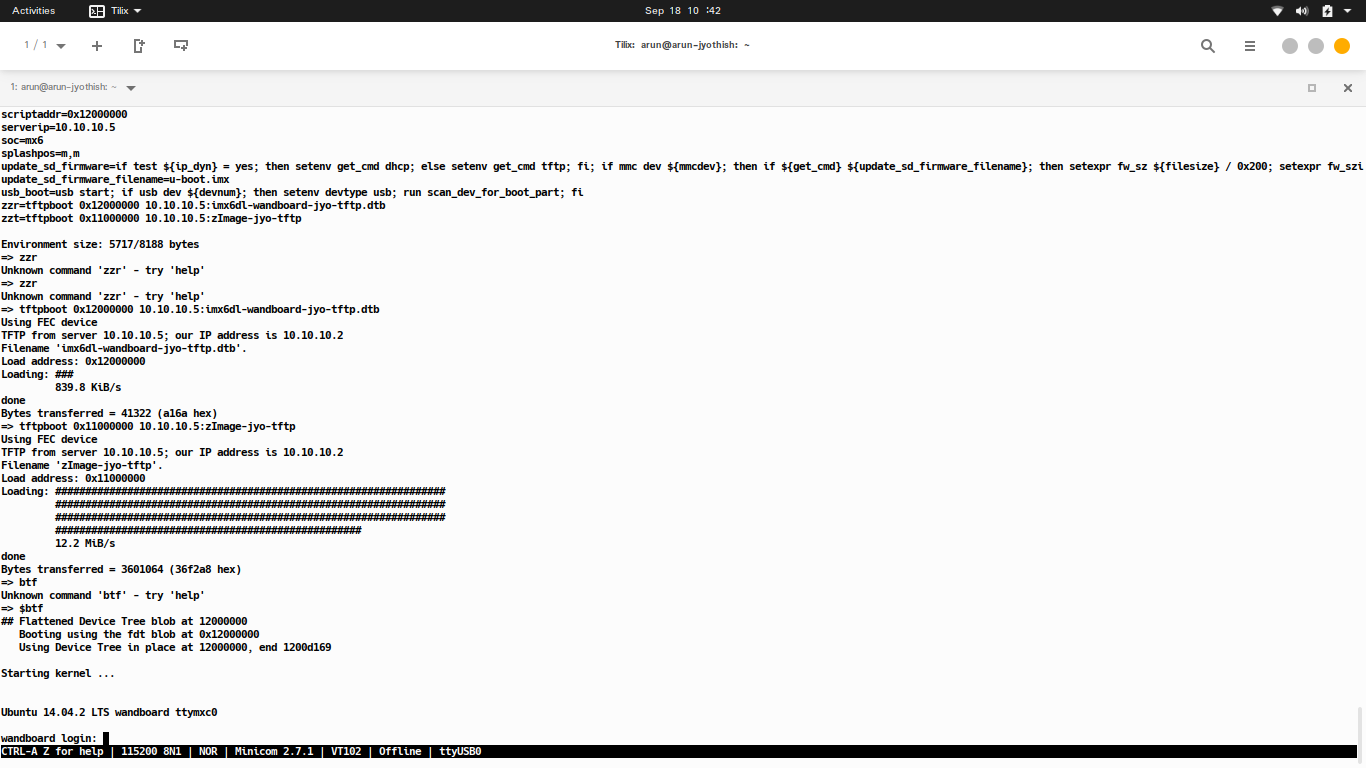 Activities
Tilix
Sep 18 10 :42
1 / 1
Tilix: arun@arun-jyothish: ~
1: arun@arun-jyothish: ~
scriptaddr=0x12000000
serverip=10.10.10.5
soc=mx6
splashpos=m,m
update_sd_firmware=if test ${ip_dyn} = yes; then setenv get_cmd dhcp; else setenv get_cmd tftp; fi; if mmc dev ${mmcdev}; then if ${get_cmd} ${update_sd_firmware_filename}; then setexpr fw_sz ${filesize} / 0x200; setexpr fw_szi
update_sd_firmware_filename=u-boot.imx
usb_boot=usb start; if usb dev ${devnum}; then setenv devtype usb; run scan_dev_for_boot_part; fi
zzr=tftpboot 0x12000000 10.10.10.5:imx6dl-wandboard-jyo-tftp.dtb
zzt=tftpboot 0x11000000 10.10.10.5:zImage-jyo-tftp
Environment size: 5717/8188 bytes
=> zzr
Unknown command 'zzr' - try 'help'
=> zzr
Unknown command 'zzr' - try 'help'
=> tftpboot 0x12000000 10.10.10.5:imx6dl-wandboard-jyo-tftp.dtb
Using FEC device
TFTP from server 10.10.10.5; our IP address is 10.10.10.2
Filename 'imx6dl-wandboard-jyo-tftp.dtb'.
Load address: 0x12000000
Loading: ###
839.8 KiB/s
done
Bytes transferred = 41322 (a16a hex)
=> tftpboot 0x11000000 10.10.10.5:zImage-jyo-tftp
Using FEC device
TFTP from server 10.10.10.5; our IP address is 10.10.10.2
Filename 'zImage-jyo-tftp'.
Load address: 0x11000000
Loading: #################################################################
#################################################################
#################################################################
###################################################
12.2 MiB/s
done
Bytes transferred = 3601064 (36f2a8 hex)
=> btf
Unknown command 'btf' - try 'help'
=> $btf
## Flattened Device Tree blob at 12000000
Booting using the fdt blob at 0x12000000
Using Device Tree in place at 12000000, end 1200d169
Starting kernel ...
Ubuntu 14.04.2 LTS wandboard ttymxc0
wandboard login:
CTRL-A Z for help | 115200 8N1 | NOR | Minicom 2.7.1 | VT102 | Offline | ttyUSB0